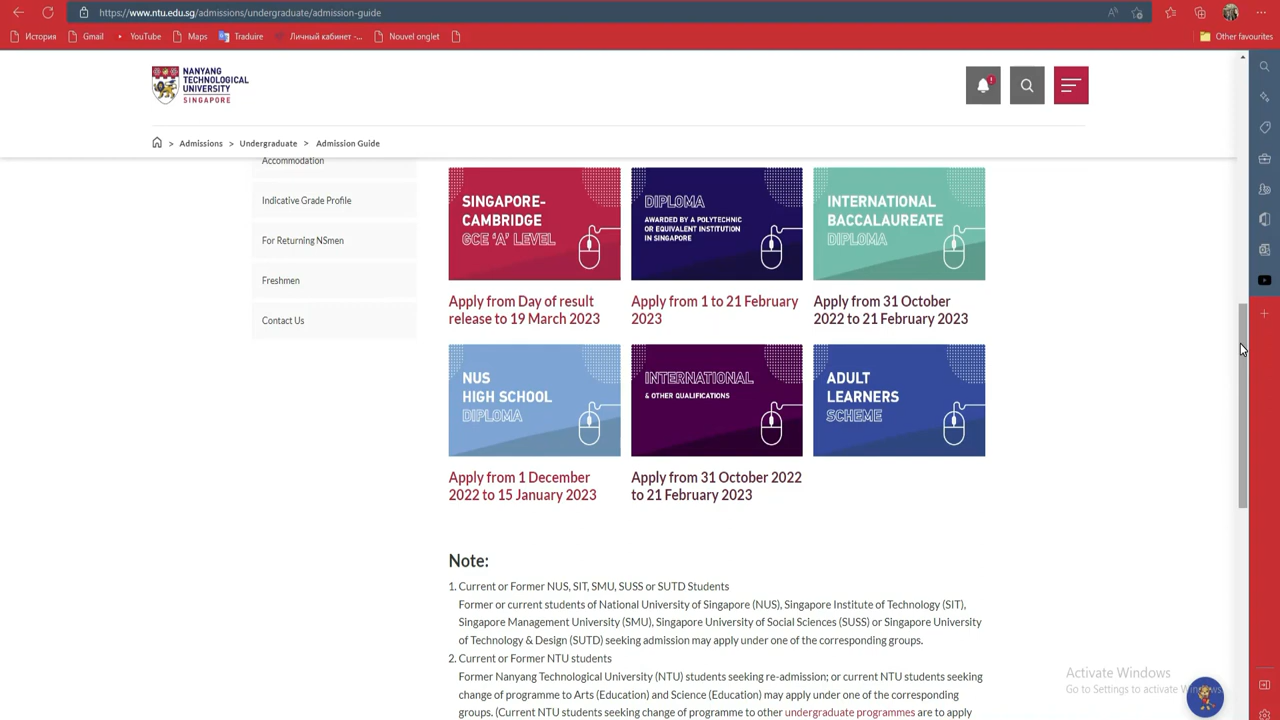 https://www.ntu.edu.sg/admissions/undergraduate/admission-guide
История Gmail YouTube Maps Traduire Личный кабинет -... Nouvel onglet Other favourites
NANYANG
TECHNOLOGICAL
UNIVERSITY
SINGAPORE
> Admissions > Undergraduate > Admission Guide
Accommodation
Indicative Grade Profile
For Returning NSmen
Freshmen
Contact Us
SINGAPORE-
CAMBRIDGE
GCE 'A' LEVEL
DIPLOMA
AWARDED BY A POLYTECHNIC
OR EQUIVALENT INSTITUTION
IN SINGAPORE
INTERNATIONAL
BACCALAUREATE
DIPLOMA
Apply from Day of result
release to 19 March 2023
Apply from 1 to 21 February
2023
Apply from 31 October
2022 to 21 February 2023
NUS
HIGH SCHOOL
DIPLOMA
INTERNATIONAL
& OTHER QUALIFICATIONS
ADULT
LEARNERS
SCHEME
Apply from 1 December
2022 to 15 January 2023
Apply from 31 October 2022
to 21 February 2023
Note:
1. Current or Former NUS, SIT, SMU, SUSS or SUTD Students
Former or current students of National University of Singapore (NUS), Singapore Institute of Technology (SIT),
Singapore Management University (SMU), Singapore University of Social Sciences (SUSS) or Singapore University
of Technology & Design (SUTD) seeking admission may apply under one of the corresponding groups.
2. Current or Former NTU students
Former Nanyang Technological University (NTU) students seeking re-admission; or current NTU students seeking
change of programme to Arts (Education) and Science (Education) may apply under one of the corresponding
groups. (Current NTU students seeking change of programme to other undergraduate programmes are to apply
Activate Windows
Go to Settings to activate Windows.